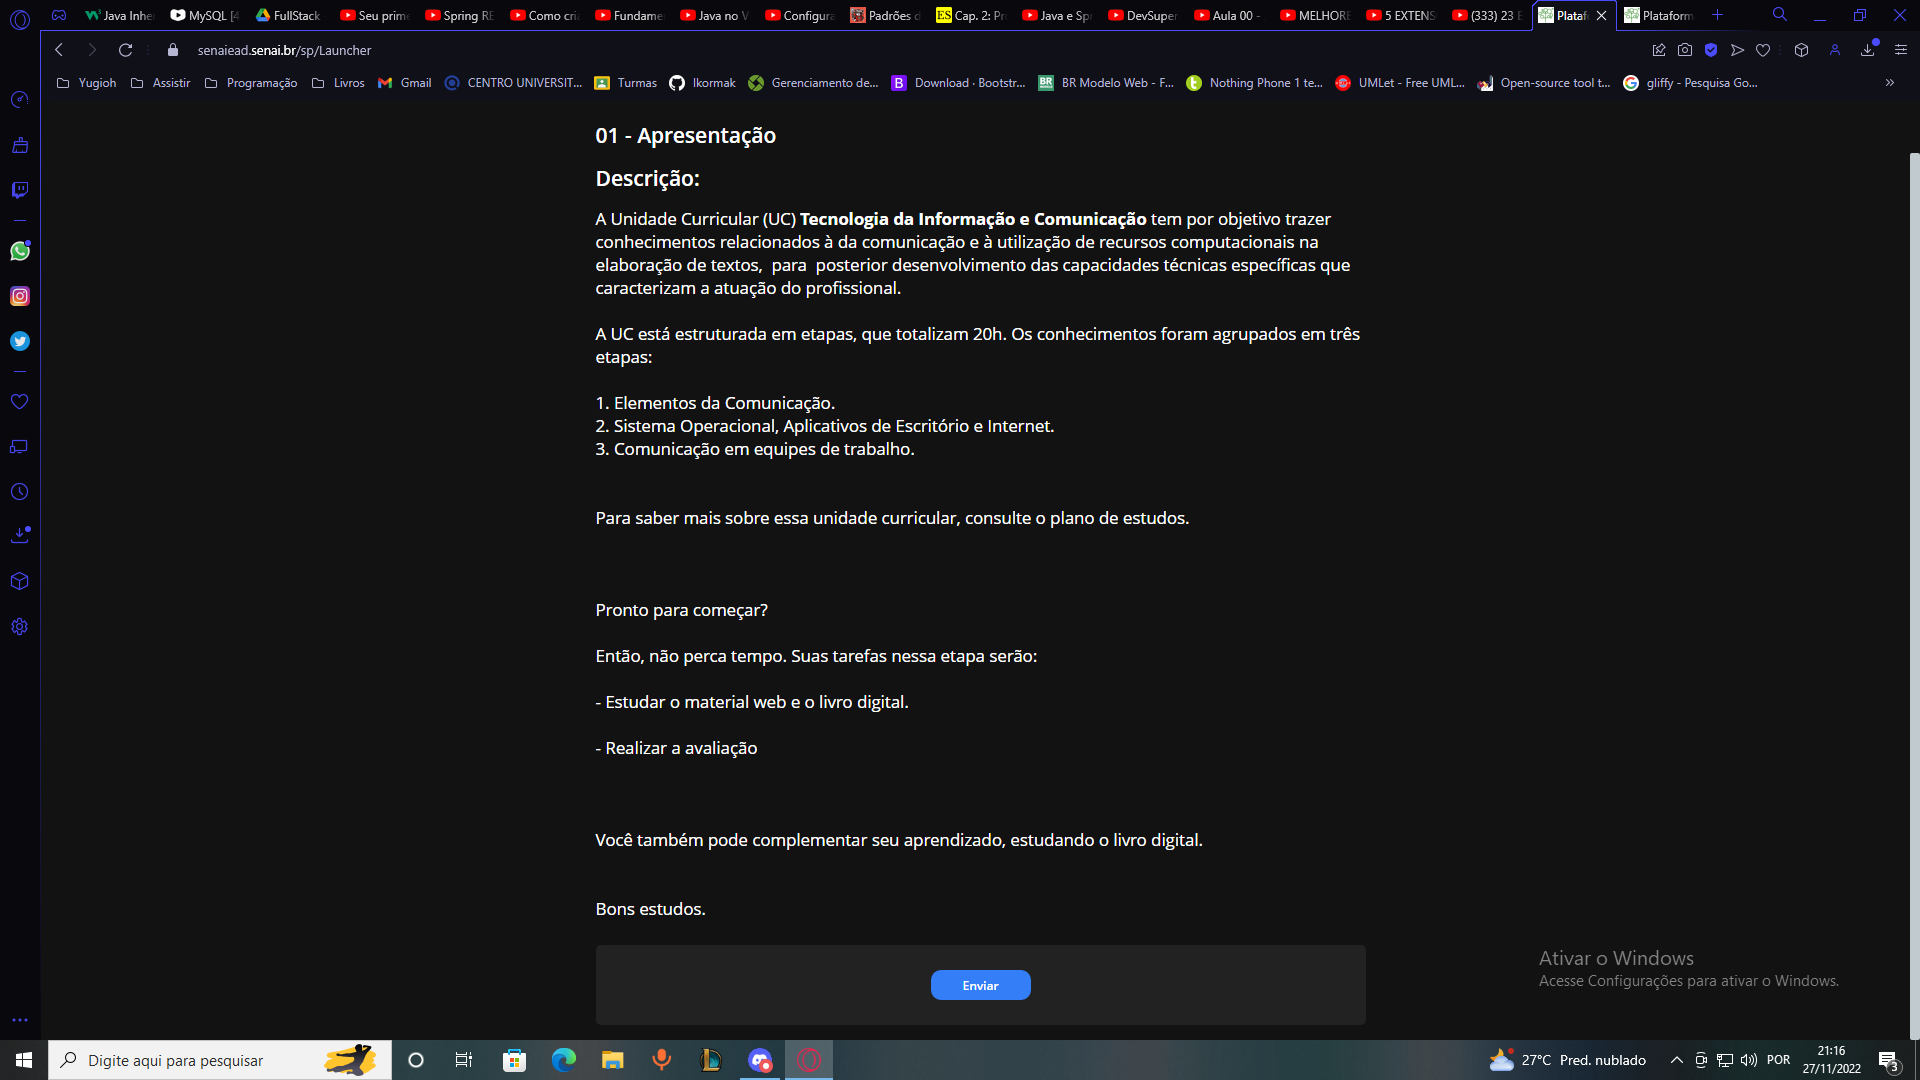 Java Inhe
MySQL [4
FullStack
Seu prime
Spring RE
Como cria
Fundame
Java no V
Configura
Padrões d
Cap. 2: Pr
Java e Sp
DevSuper
Aula 00 -
MELHORE
5 EXTENS
(333) 23 E
Plataf
Plataform
senaiead.senai.br/sp/Launcher
Yugioh
Assistir
Programação
Livros
Gmail
CENTRO UNIVERSIT...
Turmas
Ikormak
Gerenciamento de...
Download · Bootstr...
BR Modelo Web - F...
Nothing Phone 1 te...
UMLet - Free UML...
Open-source tool t...
gliffy - Pesquisa Go...
01 - Apresentação
Descrição:
A Unidade Curricular (UC) Tecnologia da Informação e Comunicação tem por objetivo trazer
conhecimentos relacionados à da comunicação e à utilização de recursos computacionais na
elaboração de textos, para posterior desenvolvimento das capacidades técnicas específicas que
caracterizam a atuação do profissional.
A UC está estruturada em etapas, que totalizam 20h. Os conhecimentos foram agrupados em três
etapas:
1. Elementos da Comunicação.
2. Sistema Operacional, Aplicativos de Escritório e Internet.
3. Comunicação em equipes de trabalho.
Para saber mais sobre essa unidade curricular, consulte o plano de estudos.
Pronto para começar?
Então, não perca tempo. Suas tarefas nessa etapa serão:
- Estudar o material web e o livro digital.
- Realizar a avaliação
Você também pode complementar seu aprendizado, estudando o livro digital.
Bons estudos.
Enviar
Ativar o Windows
Acesse Configurações para ativar o Windows.
Digite aqui para pesquisar
27°C Pred. nublado
POR
21:16
27/11/2022
3